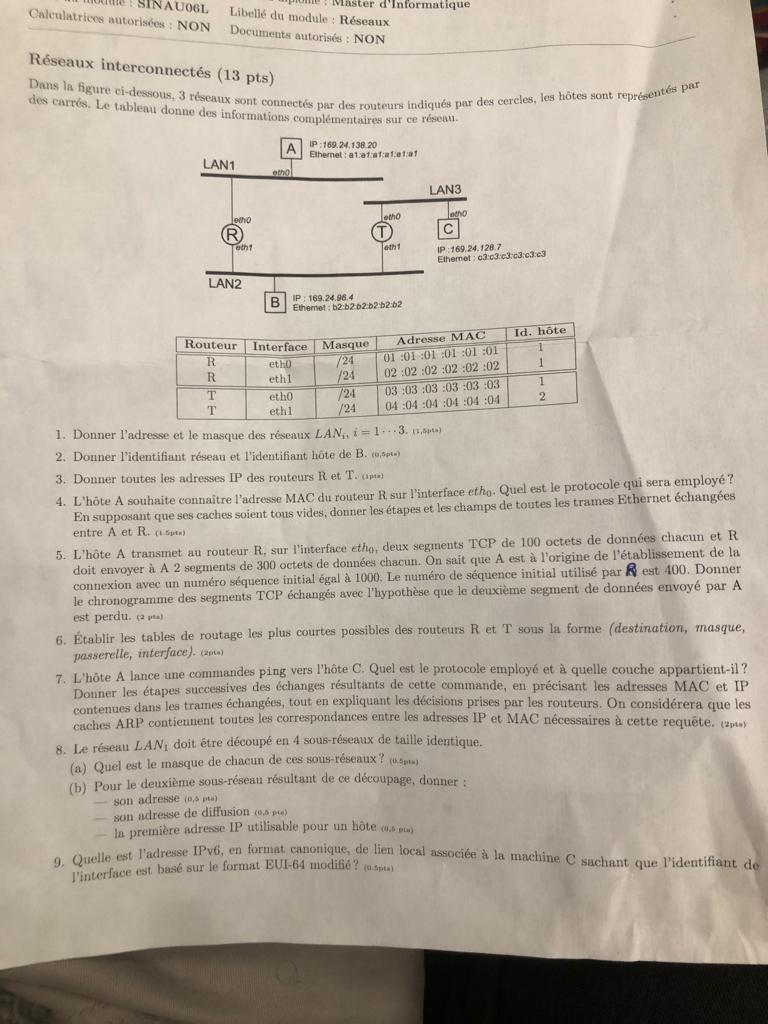 : SINAU06L
: Master d'Informatique
Calculatrices autorisées : NON
Libellé du module : Réseaux
Documents autorisés : NON
Réseaux interconnectés (13 pts)
Dans la figure ci-dessous, 3 réseaux sont connectés par des routeurs indiqués par des cercles, les hôtes sont représentés par
des carrés. Le tableau donne des informations complémentaires sur ce réseau.
A
IP :169.24.138.20
Ethernet : a1:a1:a1:a1:a1:a1
LAN1
eth0
LAN3
eth0
eth0
eth0
R
T
C
eth1
eth1
IP :169.24.128.7
Ethernet : c3:c3:c3:c3:c3:c3
LAN2
B
IP : 169.24.96.4
Ethernet : b2:b2:b2:b2:b2:b2
Routeur Interface Masque Adresse MAC Id. hôte
R eth0 /24 01 :01 :01 :01 :01 :01 1
R eth1 /24 02 :02 :02 :02 :02 :02 1
T eth0 /24 03 :03 :03 :03 :03 :03 1
T eth1 /24 04 :04 :04 :04 :04 :04 2
1. Donner l'adresse et le masque des réseaux LANi, i = 1 · · · 3. (1,5pts)
2. Donner l'identifiant réseau et l'identifiant hôte de B. (0,5pts)
3. Donner toutes les adresses IP des routeurs R et T. (1pts)
4. L'hôte A souhaite connaître l'adresse MAC du routeur R sur l'interface eth0. Quel est le protocole qui sera employé ?
En supposant que ses caches soient tous vides, donner les étapes et les champs de toutes les trames Ethernet échangées
entre A et R. (1.5pts)
5. L'hôte A transmet au routeur R, sur l'interface eth0, deux segments TCP de 100 octets de données chacun et R
doit envoyer à A 2 segments de 300 octets de données chacun. On sait que A est à l'origine de l'établissement de la
connexion avec un numéro séquence initial égal à 1000. Le numéro de séquence initial utilisé par R est 400. Donner
le chronogramme des segments TCP échangés avec l'hypothèse que le deuxième segment de données envoyé par A
est perdu. (2 pts)
6. Établir les tables de routage les plus courtes possibles des routeurs R et T sous la forme (destination, masque,
passerelle, interface). (2pts)
7. L'hôte A lance une commandes ping vers l'hôte C. Quel est le protocole employé et à quelle couche appartient-il ?
Donner les étapes successives des échanges résultants de cette commande, en précisant les adresses MAC et IP
contenues dans les trames échangées, tout en expliquant les décisions prises par les routeurs. On considérera que les
caches ARP contiennent toutes les correspondances entre les adresses IP et MAC nécessaires à cette requête. (2pts)
8. Le réseau LAN1 doit être découpé en 4 sous-réseaux de taille identique.
(a) Quel est le masque de chacun de ces sous-réseaux ? (0.5pts)
(b) Pour le deuxième sous-réseau résultant de ce découpage, donner :
— son adresse (0,5 pts)
— son adresse de diffusion (0,5 pts)
— la première adresse IP utilisable pour un hôte (0,5 pts)
9. Quelle est l'adresse IPv6, en format canonique, de lien local associée à la machine C sachant que l'identifiant de
l'interface est basé sur le format EUI-64 modifié ? (0.5pts)